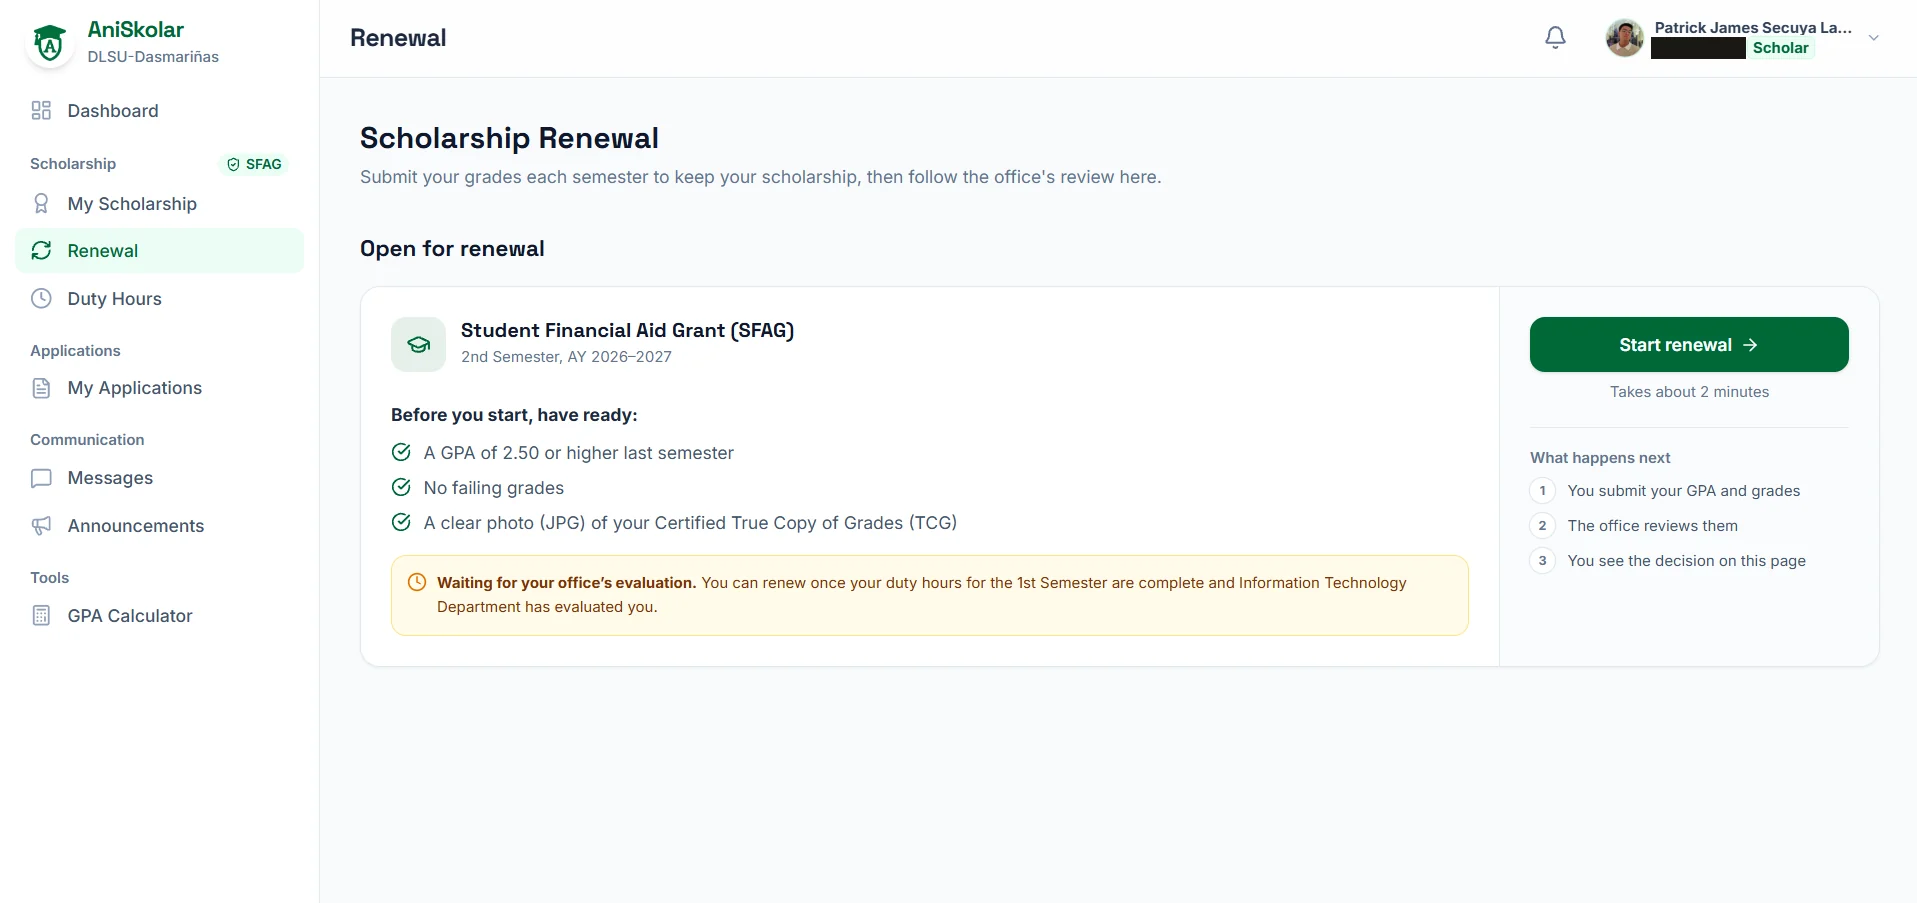 AniSkolar
DLSU-Dasmariñas
Dashboard
Scholarship
SFAG
My Scholarship
Renewal
Duty Hours
Applications
My Applications
Communication
Messages
Announcements
Tools
GPA Calculator
Renewal
Patrick James Secuya La...
Scholar
Scholarship Renewal
Submit your grades each semester to keep your scholarship, then follow the office's review here.
Open for renewal
Student Financial Aid Grant (SFAG)
2nd Semester, AY 2026–2027
Before you start, have ready:
A GPA of 2.50 or higher last semester
No failing grades
A clear photo (JPG) of your Certified True Copy of Grades (TCG)
Waiting for your office’s evaluation. You can renew once your duty hours for the 1st Semester are complete and Information Technology
Department has evaluated you.
Start renewal →
Takes about 2 minutes
What happens next
1 You submit your GPA and grades
2 The office reviews them
3 You see the decision on this page